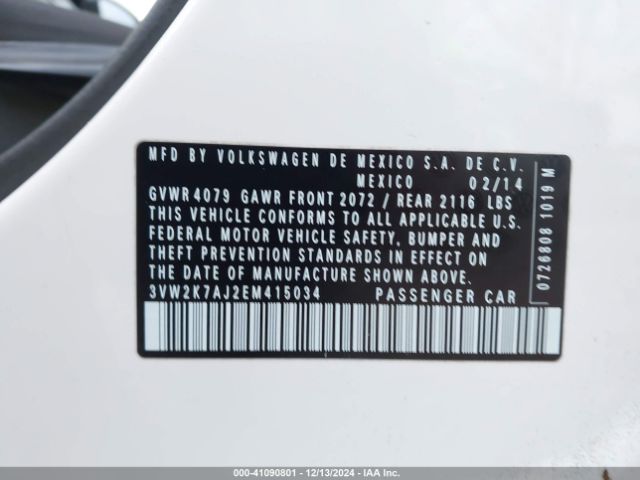 MFD BY VOLKSWAGEN DE MEXICO S.A. DE C.V.
MEXICO 02/14
GVWR 4079 GAWR FRONT 2072 / REAR 2116 LBS
THIS VEHICLE CONFORMS TO ALL APPLICABLE U.S.
FEDERAL MOTOR VEHICLE SAFETY, BUMPER AND
THEFT PREVENTION STANDARDS IN EFFECT ON
THE DATE OF MANUFACTURE SHOWN ABOVE.
3VW2K7AJ2EM415034 PASSENGER CAR
0726808 1019 M
000-41090801 - 12/13/2024 - IAA Inc.